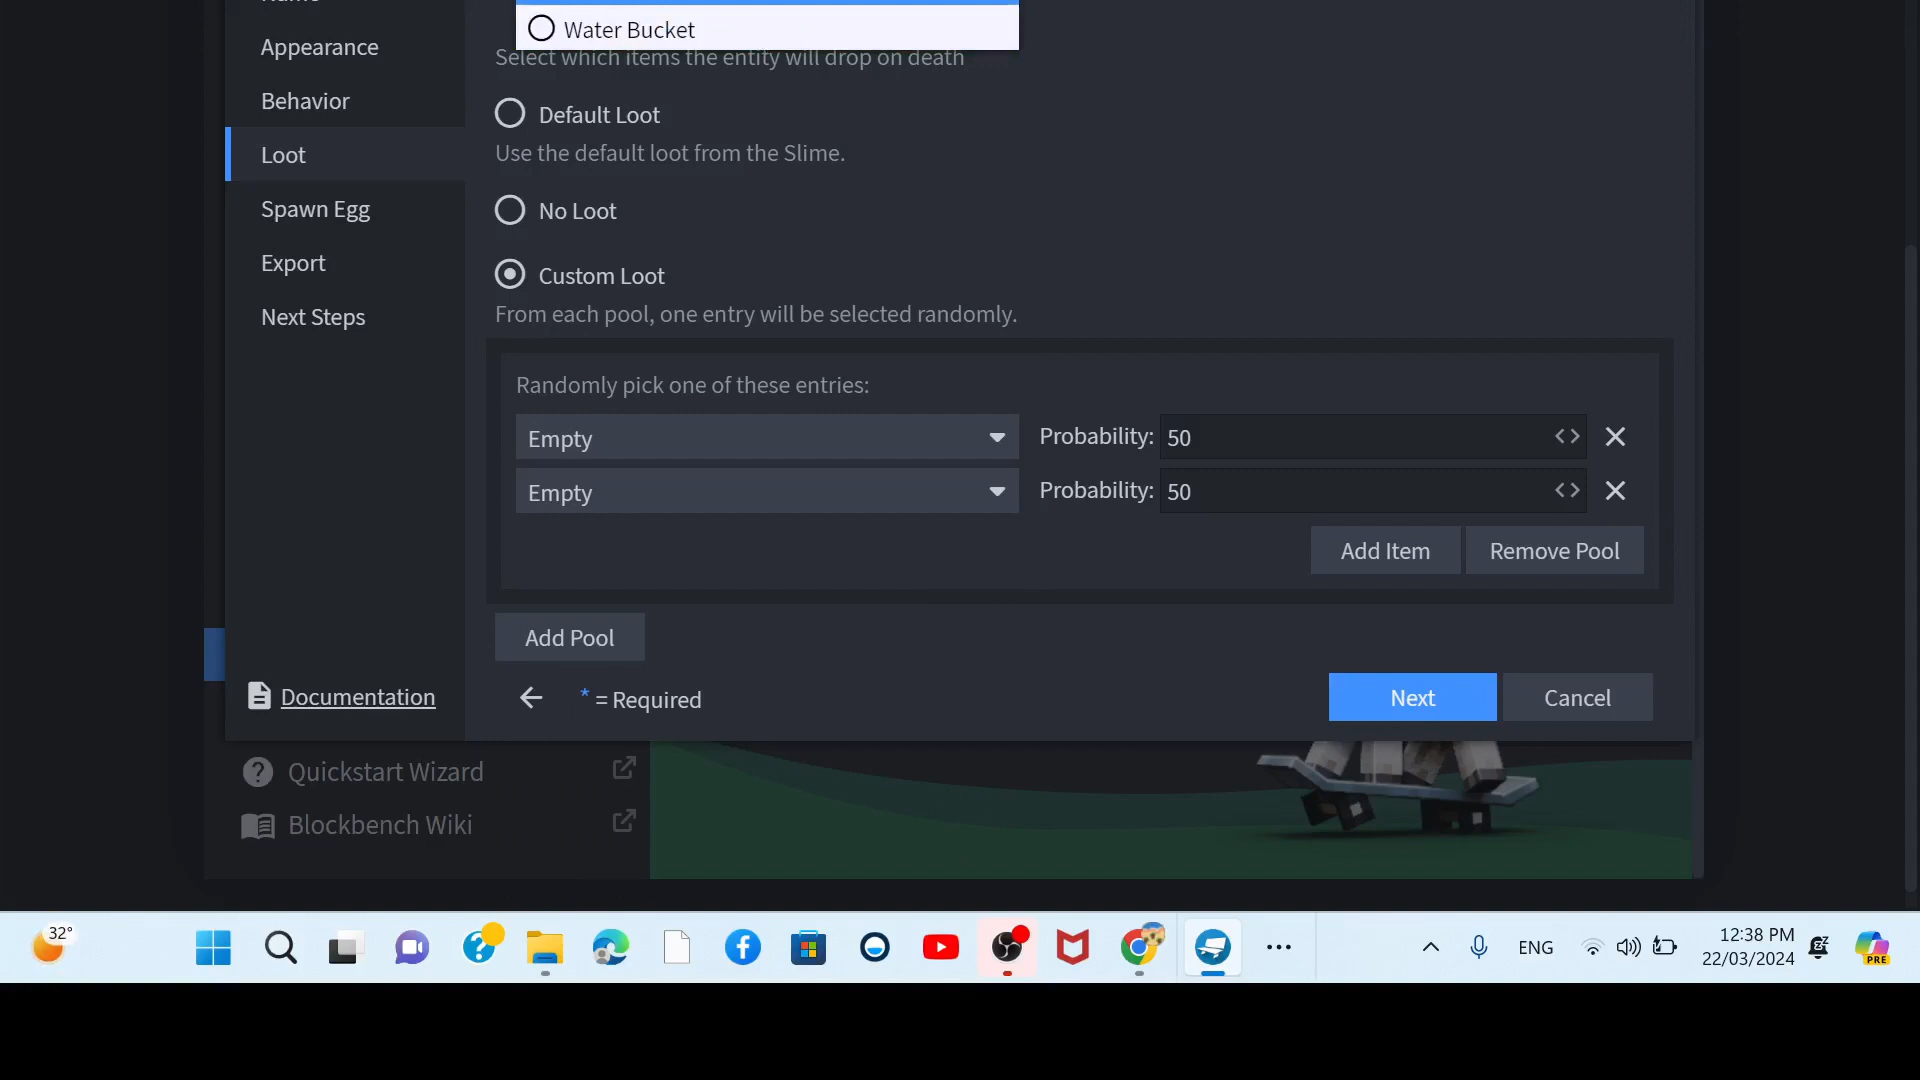 Water Bucket
Select which items the entity will drop on death
Appearance
Behavior
Loot
Spawn Egg
Export
Next Steps
Documentation
Default Loot
Use the default loot from the Slime.
No Loot
Custom Loot
From each pool, one entry will be selected randomly.
Randomly pick one of these entries:
Empty Probability: 50
Empty Probability: 50
Add Item Remove Pool
Add Pool
* = Required
Next Cancel
Quickstart Wizard
Blockbench Wiki
32°
ENG
12:38 PM
22/03/2024
PRE